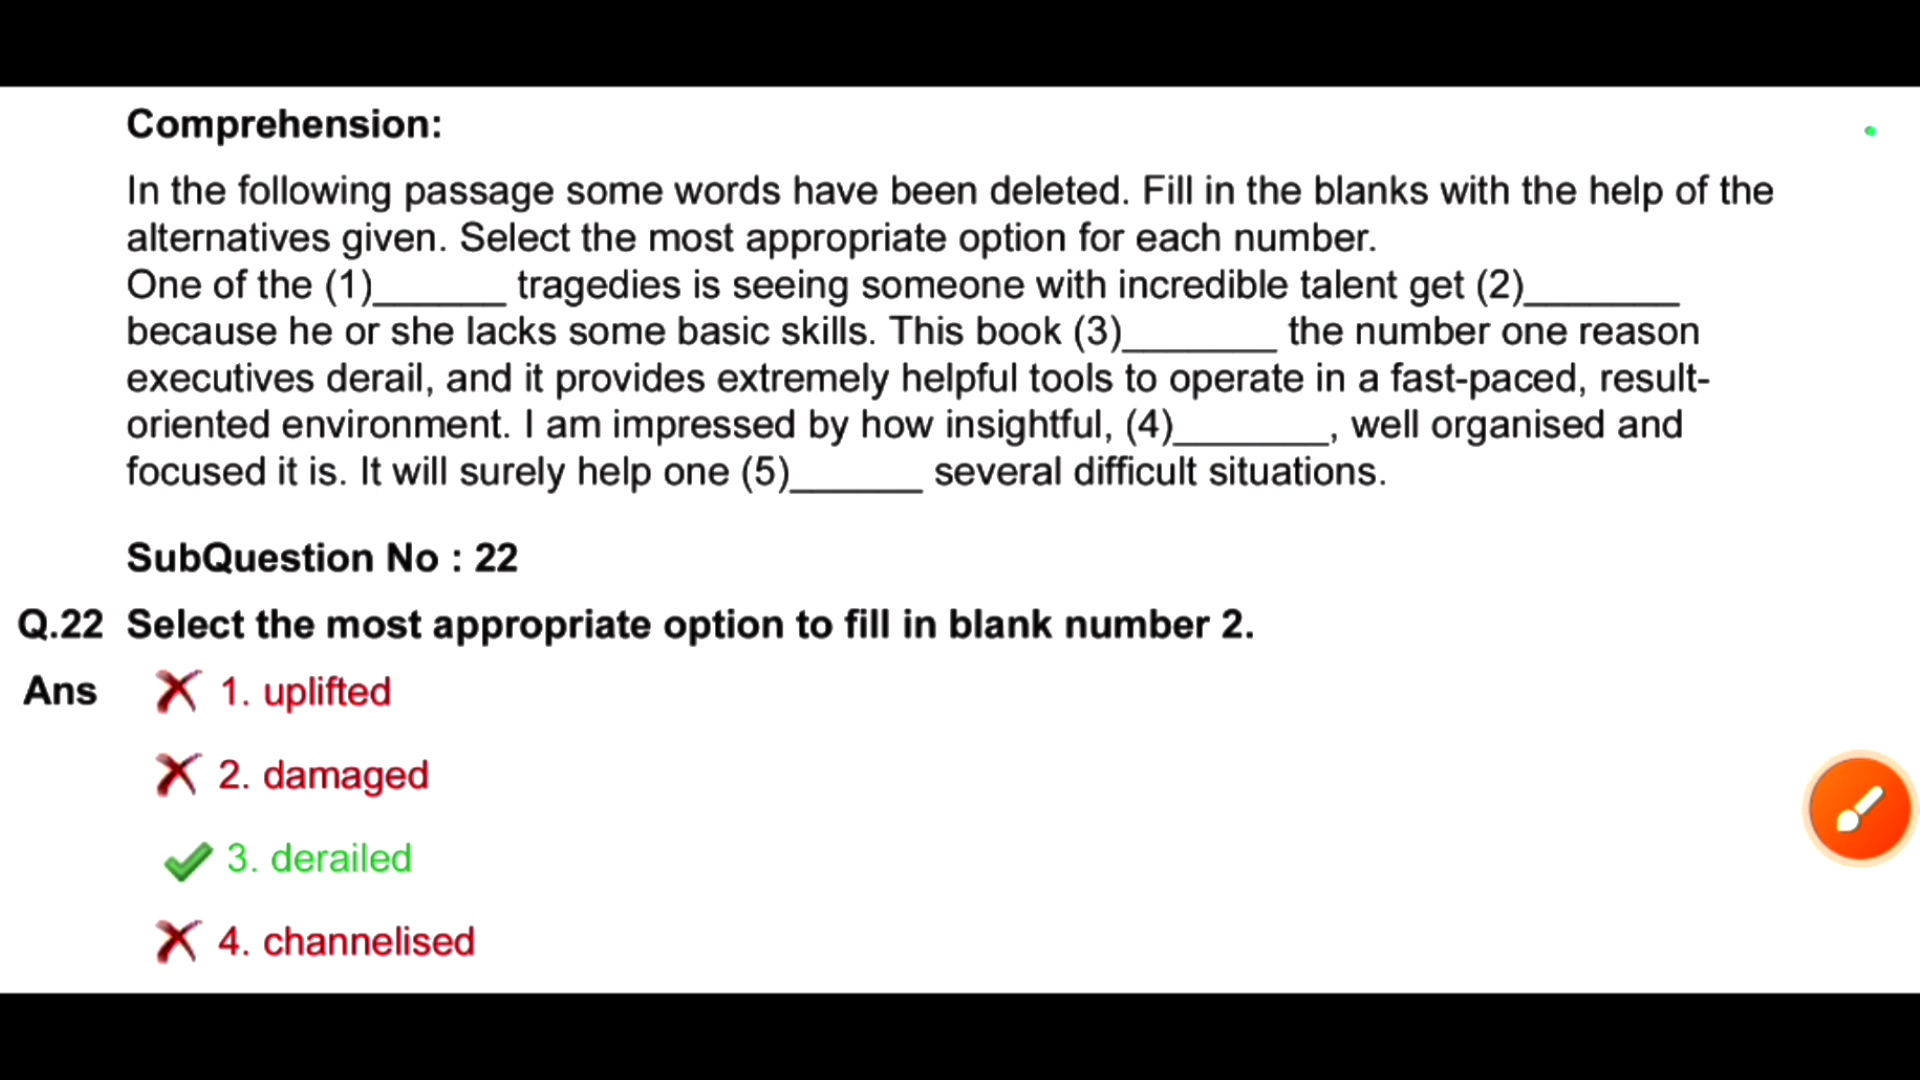 Comprehension:
In the following passage some words have been deleted. Fill in the blanks with the help of the
alternatives given. Select the most appropriate option for each number.
One of the (1)______ tragedies is seeing someone with incredible talent get (2)_______
because he or she lacks some basic skills. This book (3)_______ the number one reason
executives derail, and it provides extremely helpful tools to operate in a fast-paced, result-
oriented environment. I am impressed by how insightful, (4)_______, well organised and
focused it is. It will surely help one (5)______ several difficult situations.
SubQuestion No : 22
Q.22 Select the most appropriate option to fill in blank number 2.
Ans 1. uplifted
2. damaged
3. derailed
4. channelised